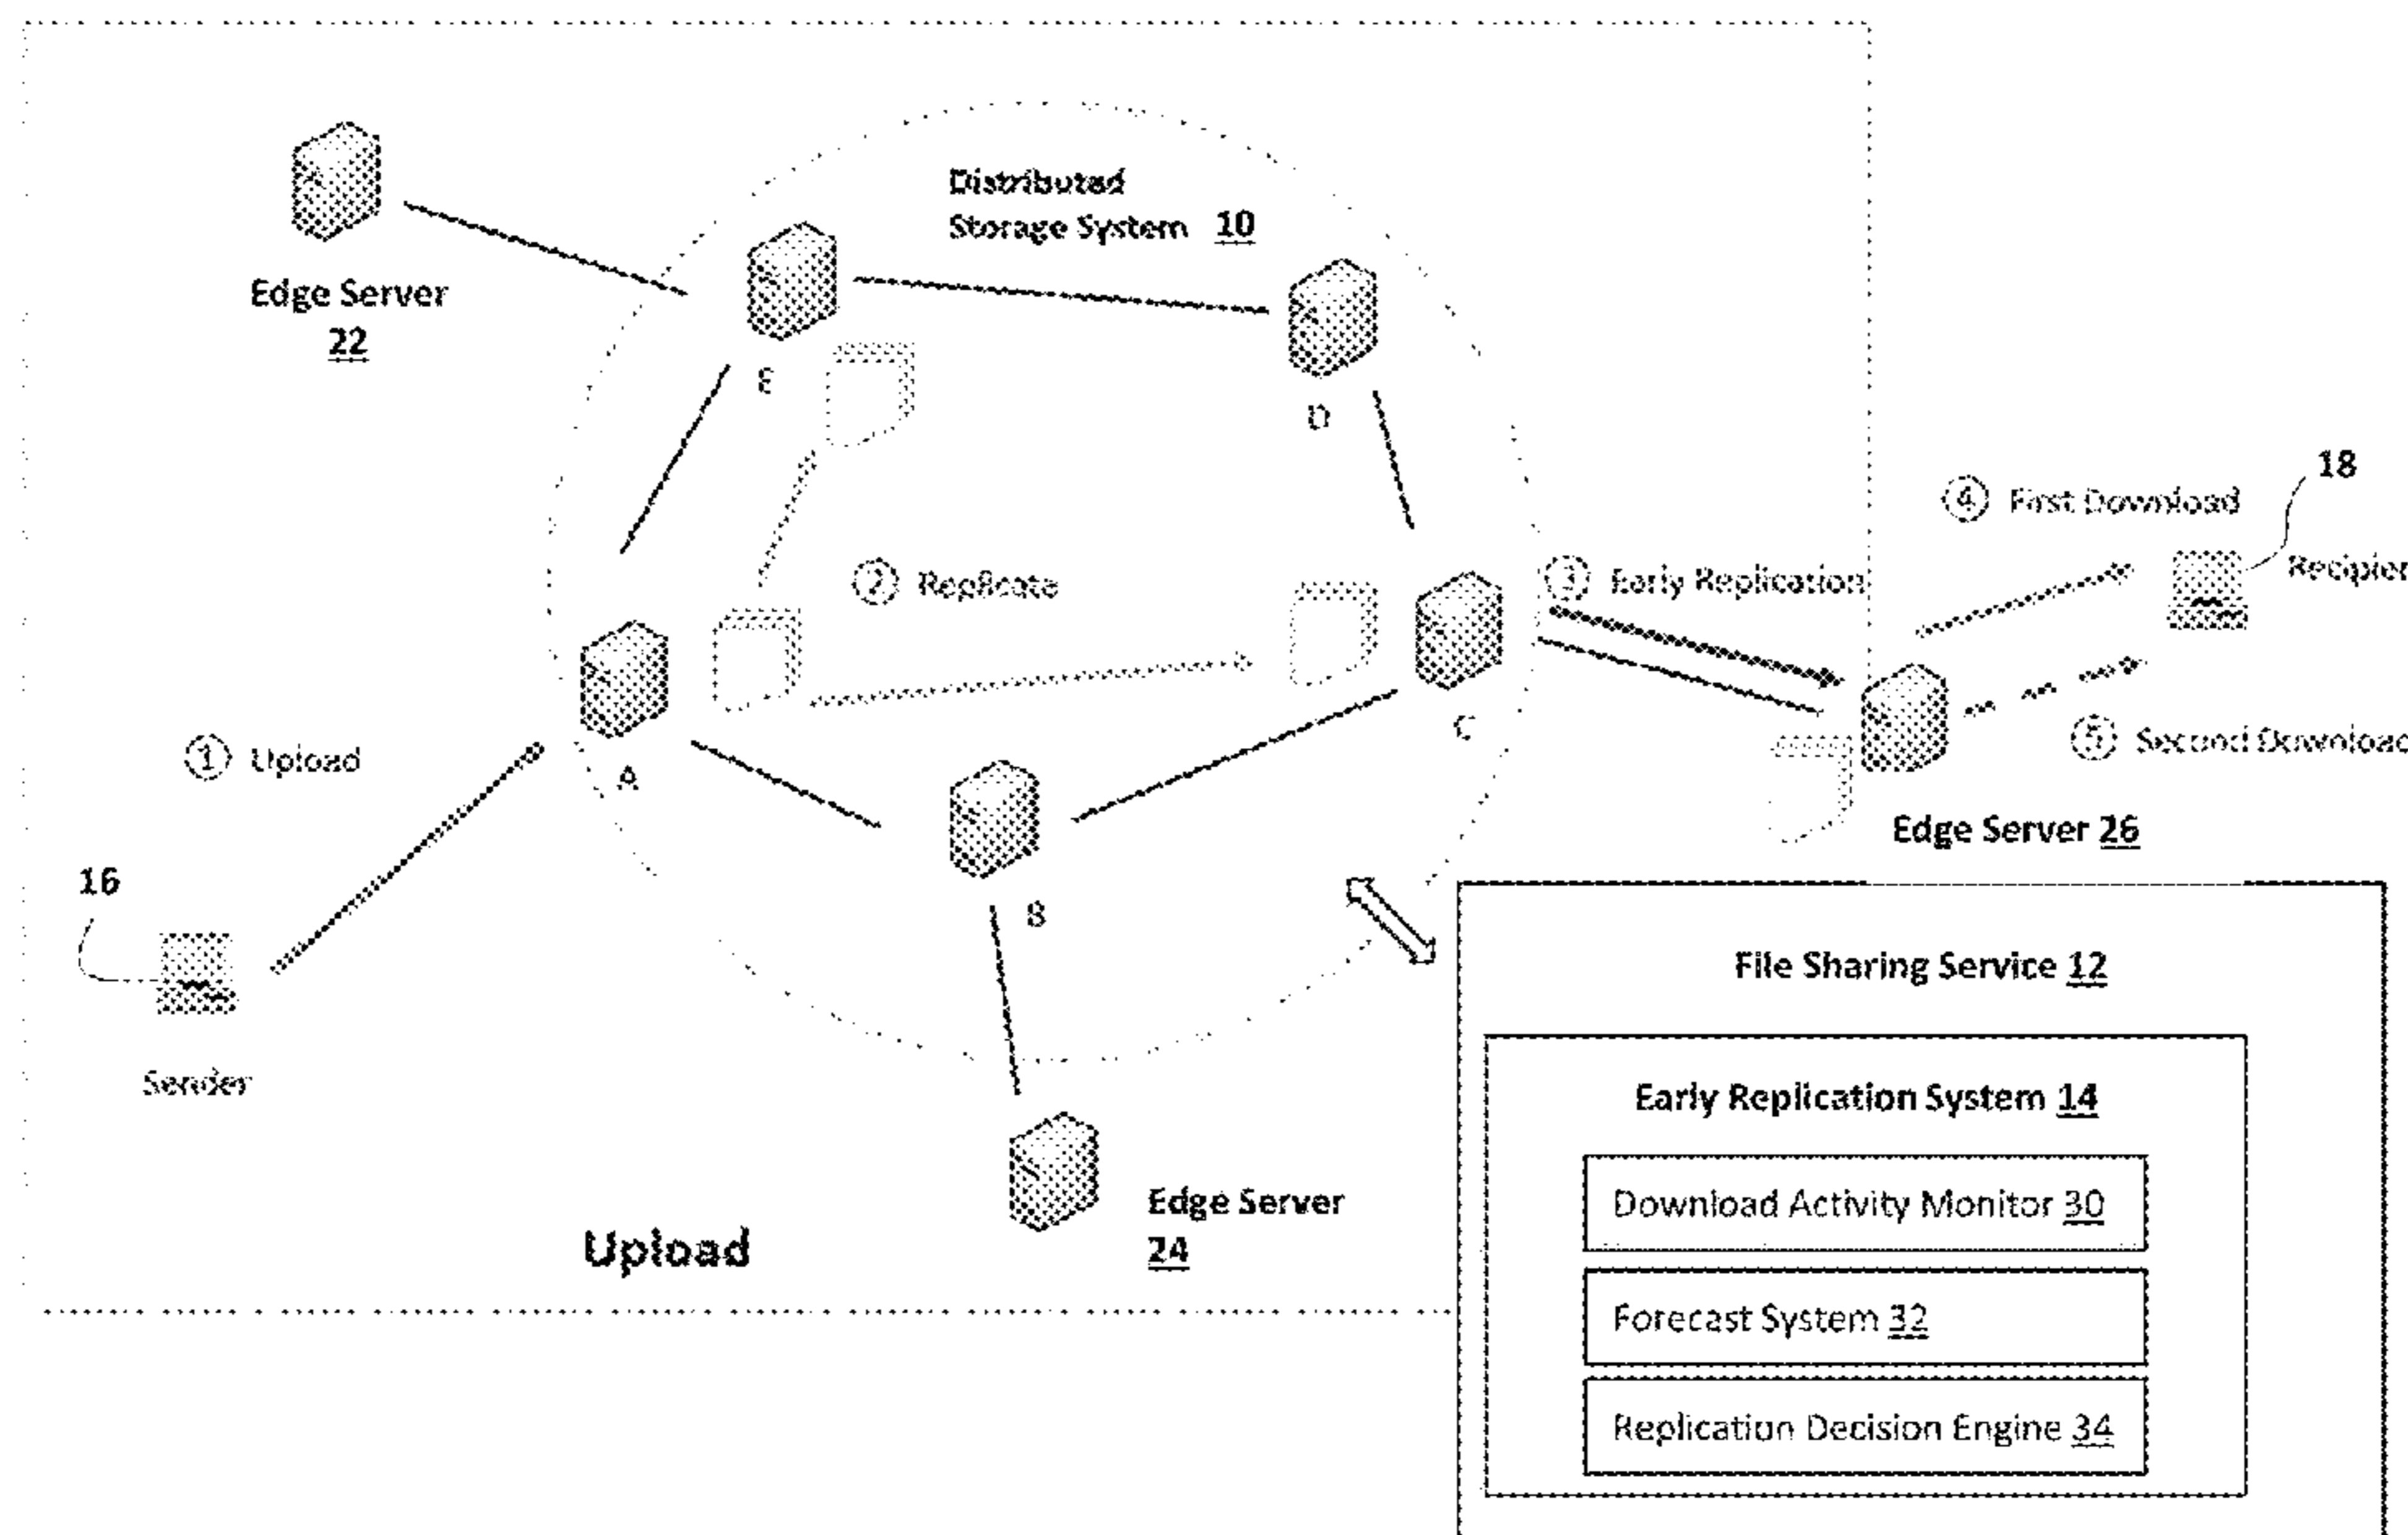 Distributed
Storage System 10
Edge Server
22
E
D
18
④ First Download
Recipien
② Replicate
③ Early Replication
① Upload
A
C
⑤ Second Download
Edge Server 26
16
B
File Sharing Service 12
Sender
Early Replication System 14
Edge Server
24
Upload
Download Activity Monitor 30
Forecast System 32
Replication Decision Engine 34